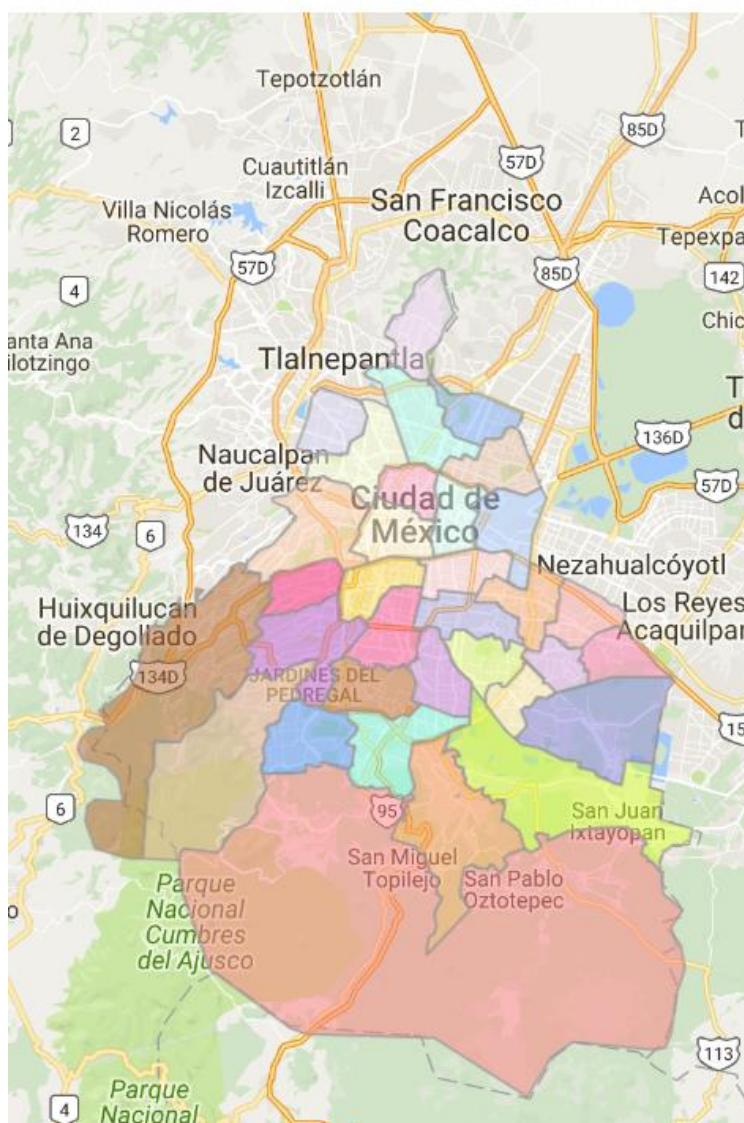 Tepotzotlán
2
85D
57D
Cuautitlán
Izcalli
San Francisco
Coacalco
Villa Nicolás
Romero
Acol
Tepexpa
57D
85D
142
4
Chic
anta Ana
ilotzingo
Tlalnepantla
T
d
136D
Naucalpan
de Juárez
57D
Ciudad de
México
134
6
Nezahualcóyotl
Huixquilucan
de Degollado
Los Reyes
Acaquilpar
134D
JARDINES DEL
PEDREGAL
15
6
95
San Juan
Ixtayopan
San Miguel
Topilejo
San Pablo
Oztotepec
Parque
Nacional
Cumbres
del Ajusco
o
113
4
Parque
Nacional